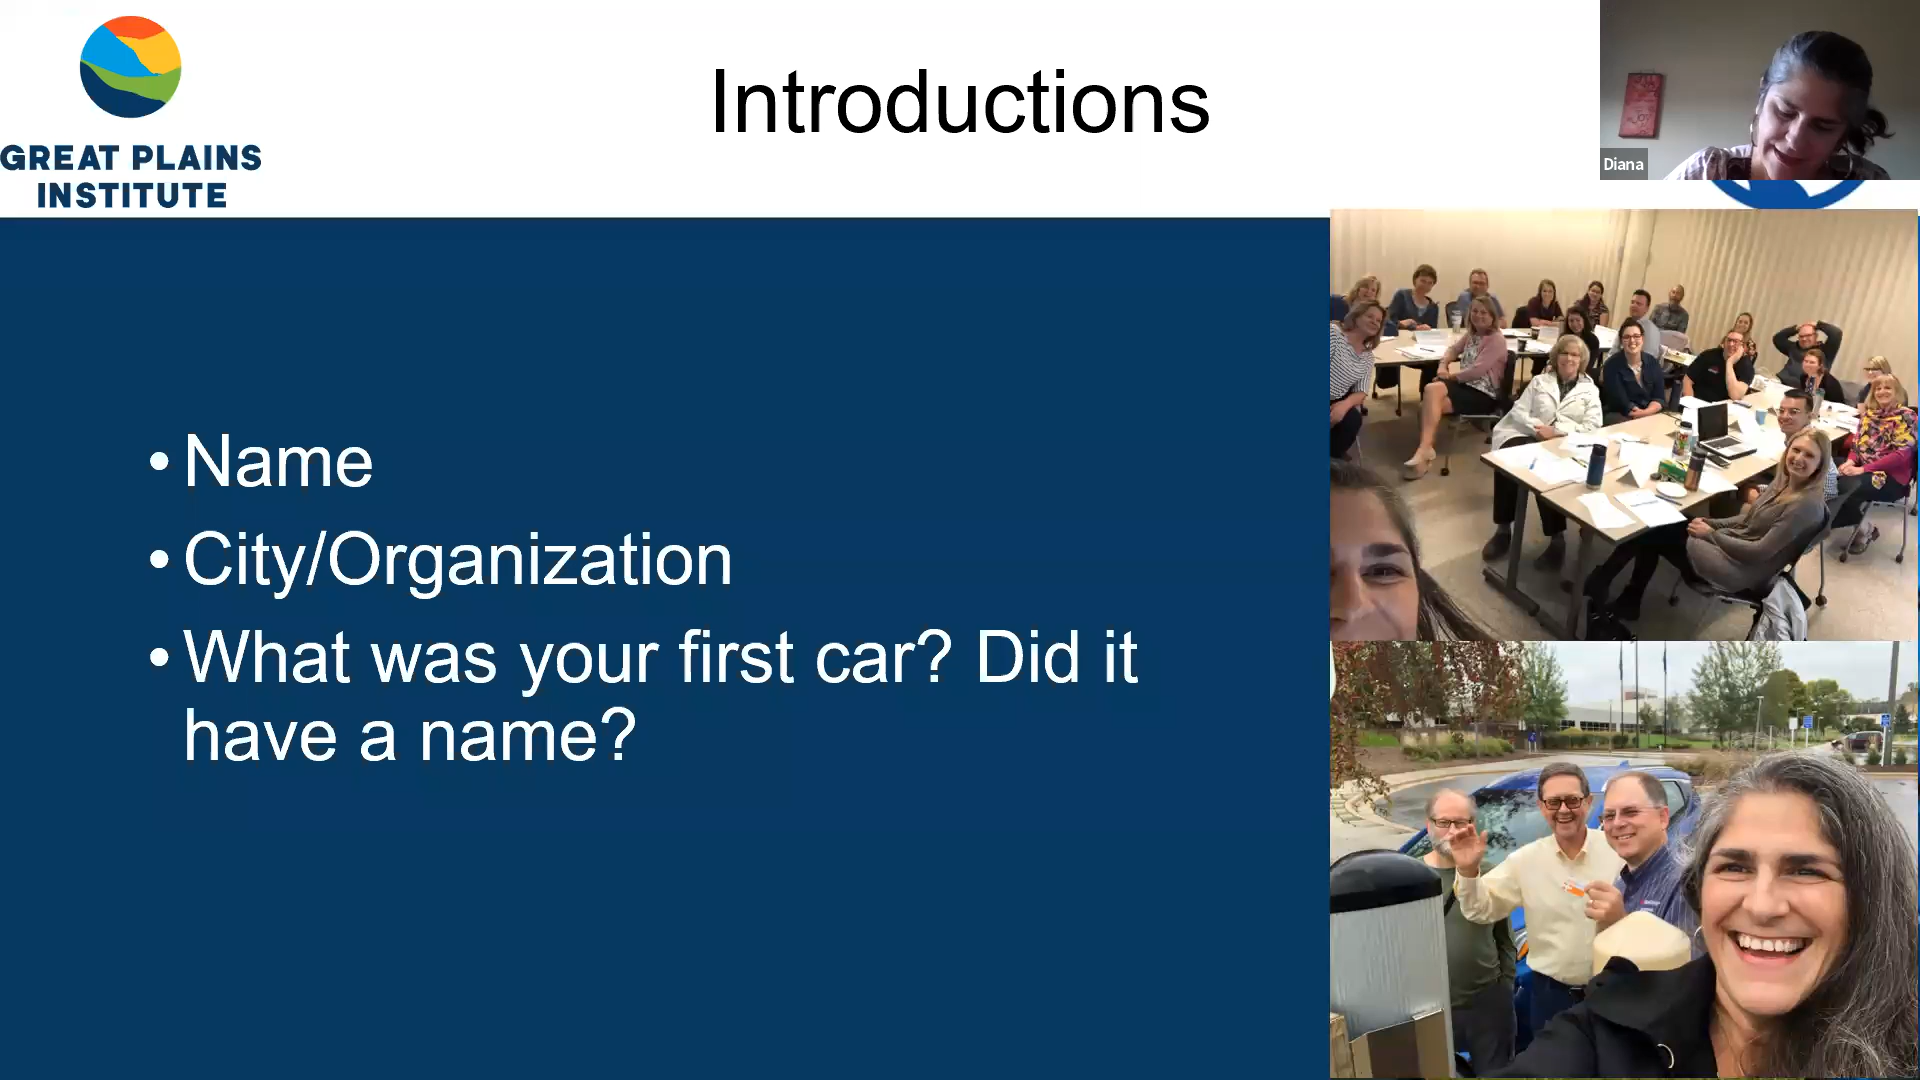 GREAT PLAINS
INSTITUTE
Introductions
Diana
• Name
• City/Organization
• What was your first car? Did it
have a name?